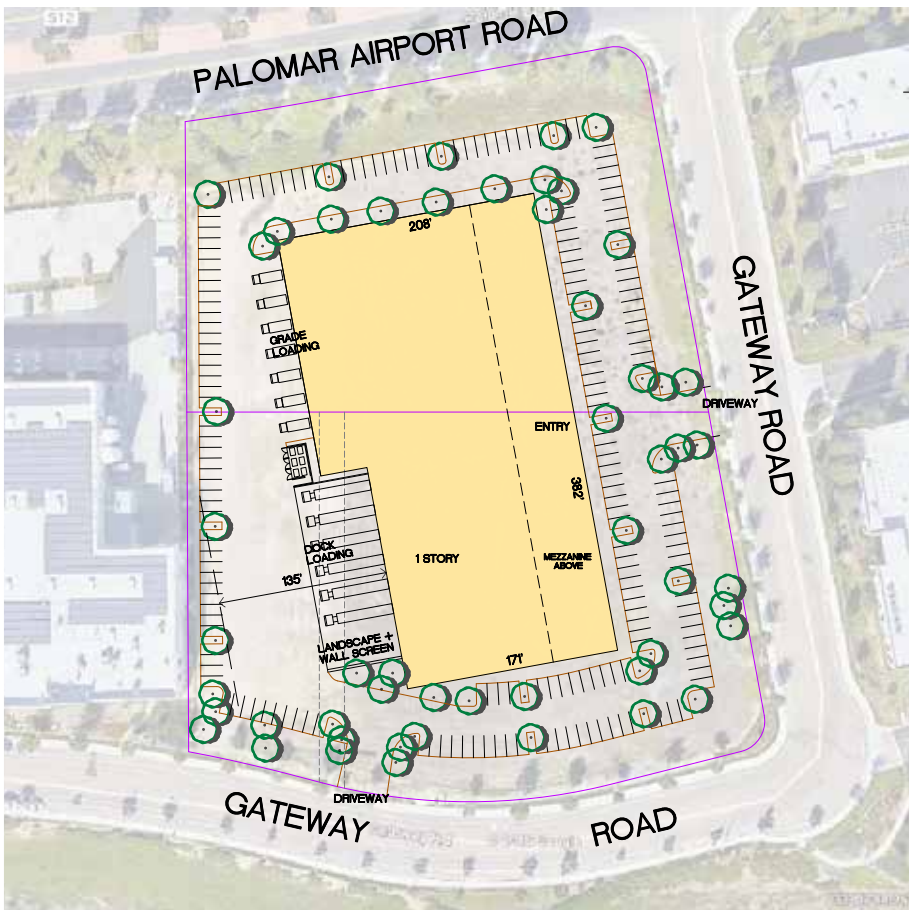 S12
PALOMAR AIRPORT ROAD
208'
GRADE
LOADING
GATEWAY ROAD
DRIVEWAY
ENTRY
382'
DOCK
LOADING
1 STORY
MEZZANINE
ABOVE
135'
LANDSCAPE +
WALL SCREEN
171'
DRIVEWAY
GATEWAY ROAD